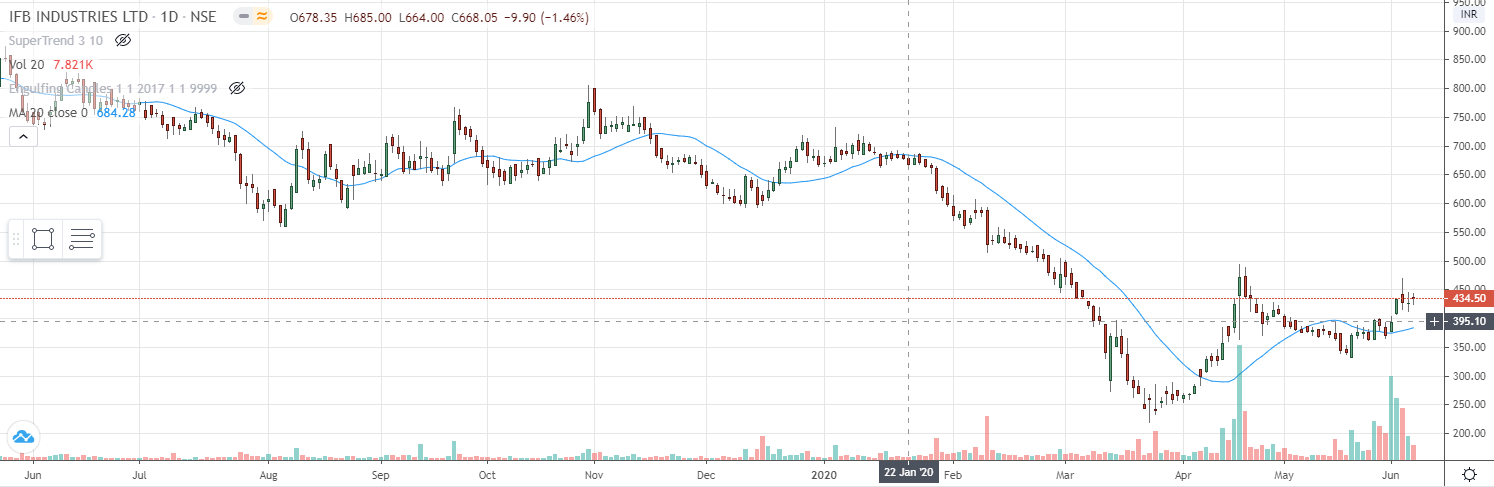 IFB INDUSTRIES LTD · 1D · NSE O678.35 H685.00 L664.00 C668.05 −9.90 (−1.46%)
SuperTrend 3 10
Vol 20 7.821K
Engulfing Candles 1 1 2017 1 1 9999
MA 20 close 0 684.28
950.00
INR
900.00
850.00
800.00
750.00
700.00
650.00
600.00
550.00
500.00
450.00
434.50
395.10
350.00
300.00
250.00
200.00
Jun Jul Aug Sep Oct Nov Dec 2020 22 Jan '20 Feb Mar Apr May Jun